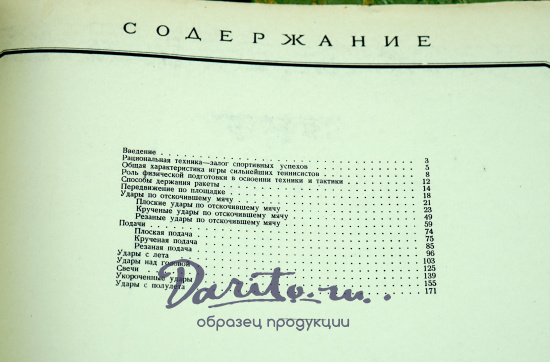 СОДЕРЖАНИЕ
Введение 3
Рациональная техника—залог спортивных успехов 5
Общая характеристика игры сильнейших теннисистов 8
Роль физической подготовки в освоении техники и тактики 12
Способы держания ракеты 14
Передвижение по площадке 18
Удары по отскочившему мячу 21
Плоские удары по отскочившему мячу 23
Крученые удары по отскочившему мячу 49
Резаные удары по отскочившему мячу 59
Подачи 74
Плоская подача 75
Крученая подача 85
Резаная подача 96
Удары с лета 103
Удары над головой 125
Свечи 139
Укороченные удары 155
Удары с полулета 171
Darito.ru
образец продукции